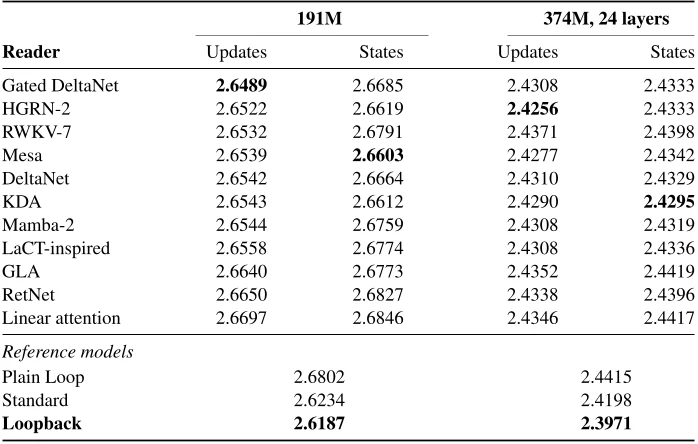 191M 374M, 24 layers
Reader Updates States Updates States
Gated DeltaNet 2.6489 2.6685 2.4308 2.4333
HGRN-2 2.6522 2.6619 2.4256 2.4333
RWKV-7 2.6532 2.6791 2.4371 2.4398
Mesa 2.6539 2.6603 2.4277 2.4342
DeltaNet 2.6542 2.6664 2.4310 2.4329
KDA 2.6543 2.6612 2.4290 2.4295
Mamba-2 2.6544 2.6759 2.4308 2.4319
LaCT-inspired 2.6558 2.6774 2.4308 2.4336
GLA 2.6640 2.6773 2.4352 2.4419
RetNet 2.6650 2.6827 2.4338 2.4396
Linear attention 2.6697 2.6846 2.4346 2.4417
Reference models
Plain Loop 2.6802 2.4415
Standard 2.6234 2.4198
Loopback 2.6187 2.3971